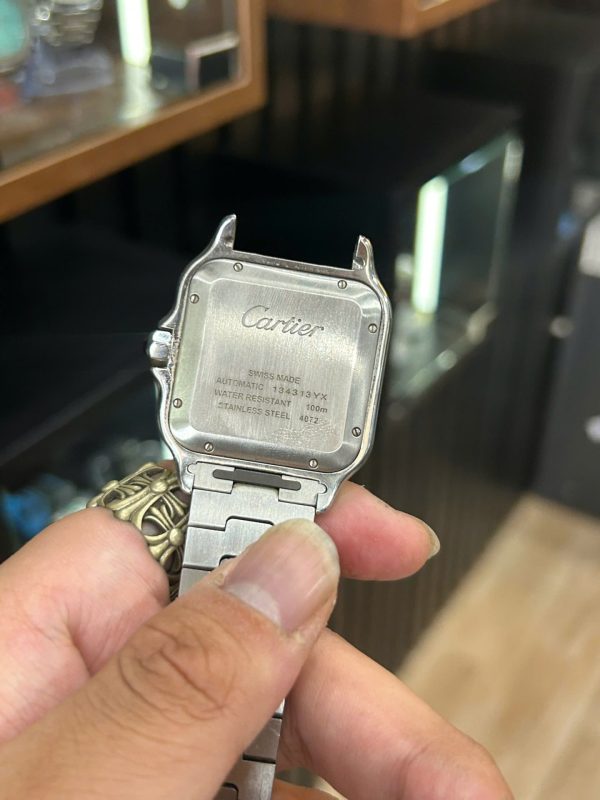 Cartier
SWISS MADE
AUTOMATIC 134313YX
WATER RESISTANT 100m
STAINLESS STEEL 4072